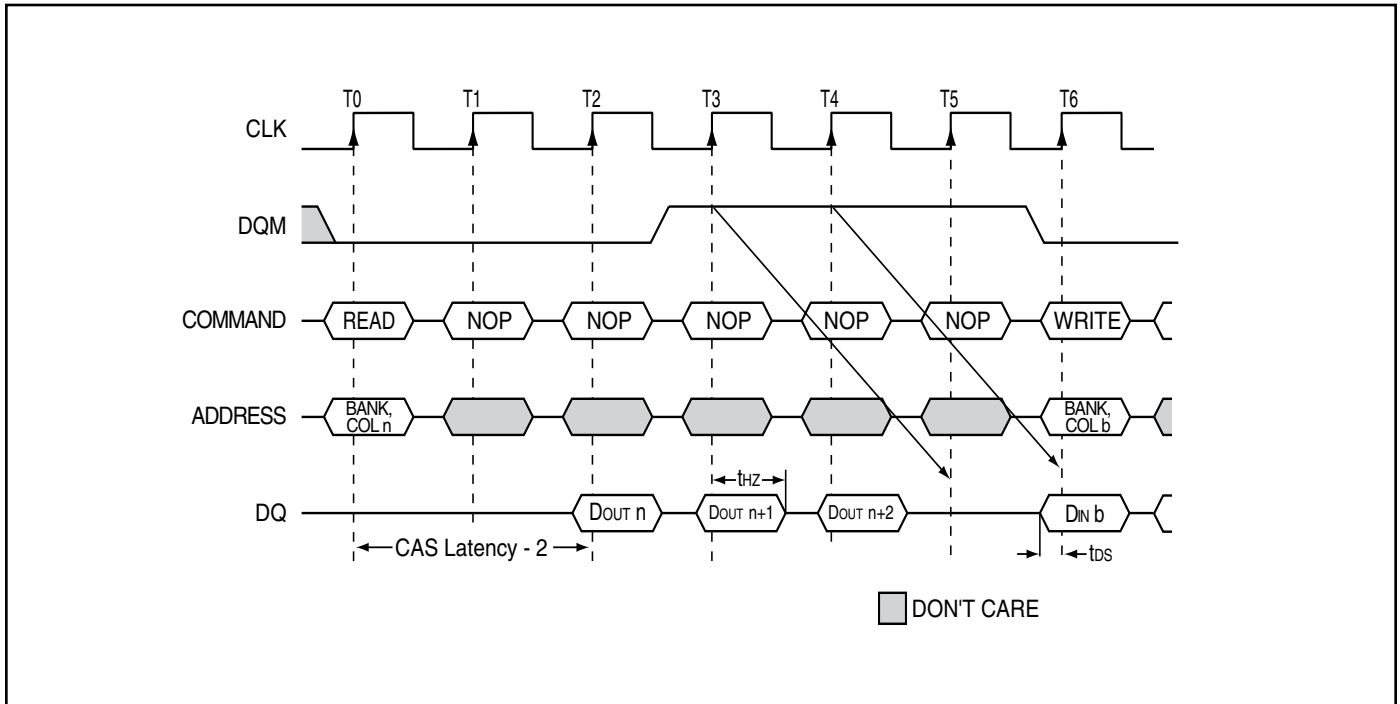 T0 T1 T2 T3 T4 T5 T6
CLK
DQM
COMMAND READ NOP NOP NOP NOP NOP WRITE
ADDRESS BANK, COL n BANK, COL b
tHZ
DQ DOUT n DOUT n+1 DOUT n+2 DIN b
CAS Latency - 2 tDS
DON'T CARE